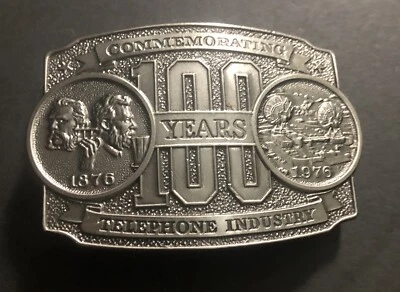 COMMEMORATING
100
YEARS
1876
1976
TELEPHONE INDUSTRY